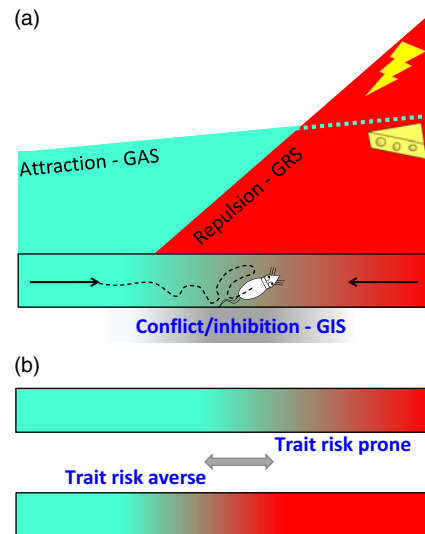 (a)
Attraction - GAS
Repulsion - GRS
Conflict/inhibition - GIS
(b)
Trait risk prone
Trait risk averse